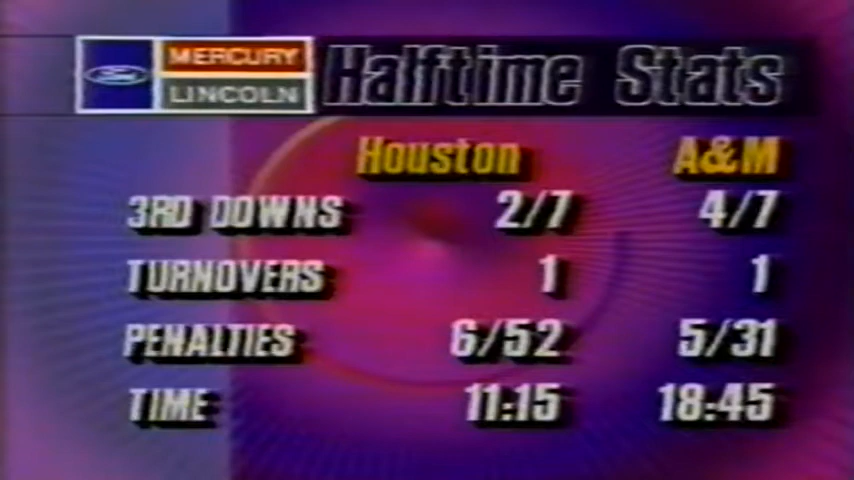 Ford MERCURY Halftime Stats
LINCOLN
Houston A&M
3RD DOWNS 2/7 4/7
TURNOVERS 1 1
PENALTIES 6/52 5/31
TIME 11:15 18:45